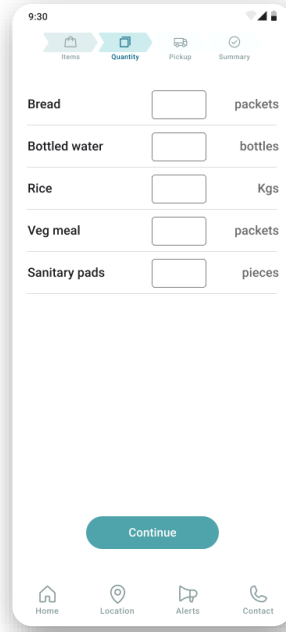 9:30
Items Quantity Pickup Summary
Bread packets
Bottled water bottles
Rice Kgs
Veg meal packets
Sanitary pads pieces
Continue
Home Location Alerts Contact